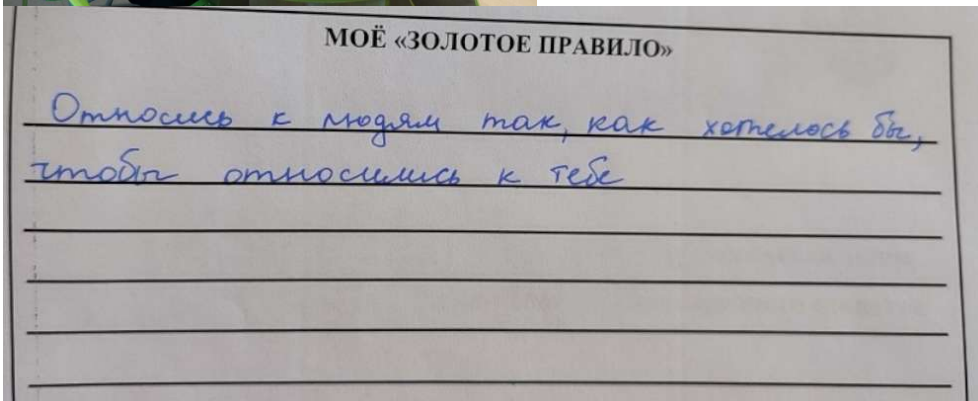 МОЁ «ЗОЛОТОЕ ПРАВИЛО»
Относись к людям так, как хотелось бы,
чтобы относились к тебе